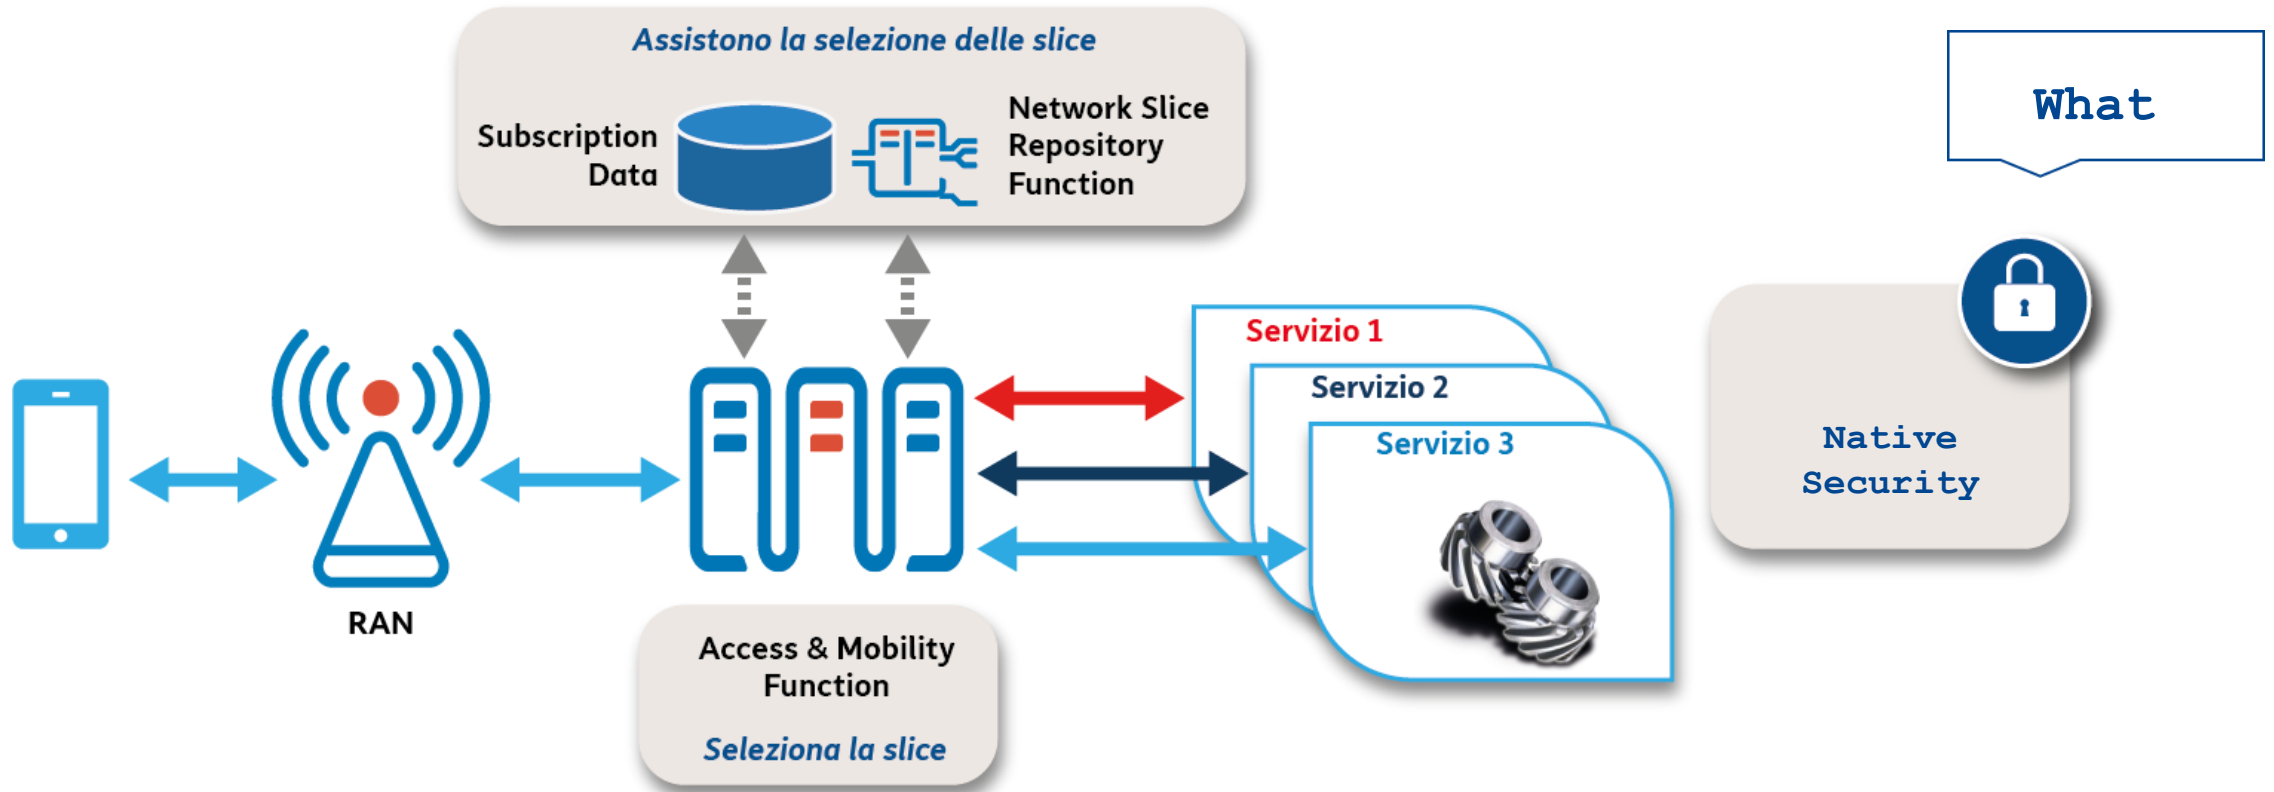 Assistono la selezione delle slice
Subscription
Data
Network Slice
Repository
Function
What
Servizio 1
Servizio 2
Servizio 3
Native
Security
RAN
Access & Mobility
Function
Seleziona la slice